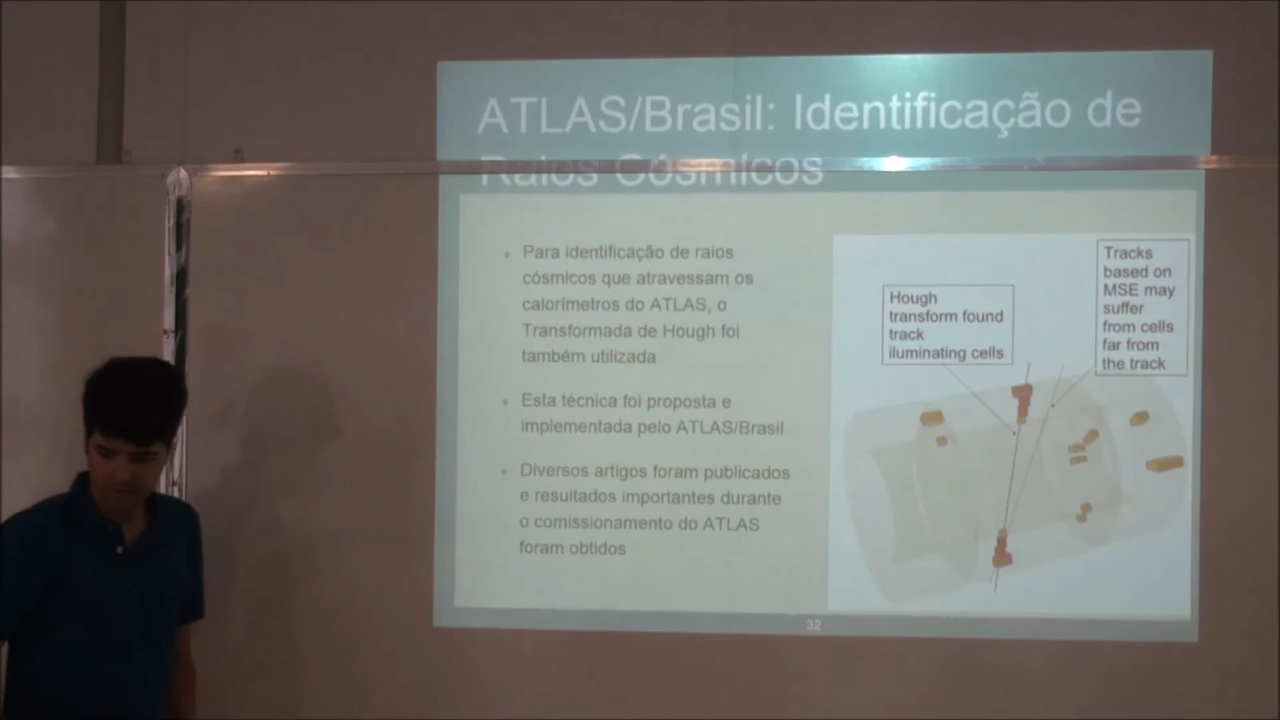 ATLAS/Brasil: Identificação de
Raios Cósmicos
• Para identificação de raios
cósmicos que atravessam os
calorímetros do ATLAS, o
Transformada de Hough foi
também utilizada
• Esta técnica foi proposta e
implementada pelo ATLAS/Brasil
• Diversos artigos foram publicados
e resultados importantes durante
o comissionamento do ATLAS
foram obtidos
Hough
transform found
track
iluminating cells
Tracks
based on
MSE may
suffer
from cells
far from
the track
32